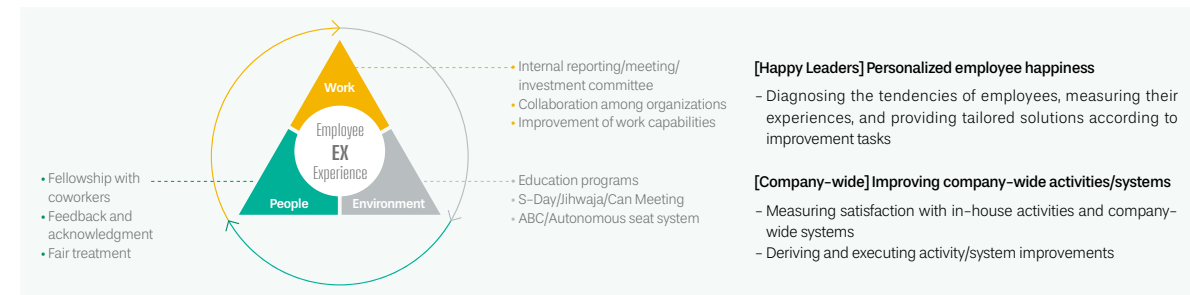 Work
Employee
EX
Experience
People
Environment
• Fellowship with
coworkers
• Feedback and
acknowledgment
• Fair treatment
• Internal reporting/meeting/
investment committee
• Collaboration among organizations
• Improvement of work capabilities
• Education programs
• S-Day/Jihwaja/Can Meeting
• ABC/Autonomous seat system
[Happy Leaders] Personalized employee happiness
- Diagnosing the tendencies of employees, measuring their
experiences, and providing tailored solutions according to
improvement tasks
[Company-wide] Improving company-wide activities/systems
- Measuring satisfaction with in-house activities and company-
wide systems
- Deriving and executing activity/system improvements